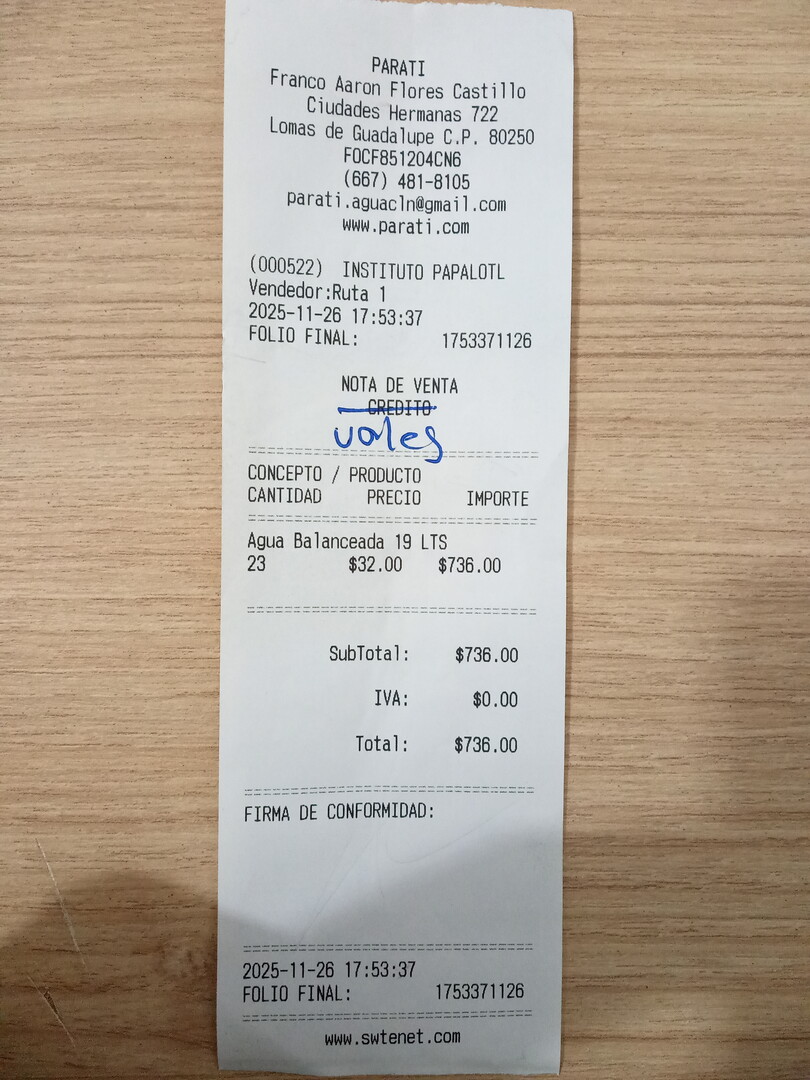 PARATI
Franco Aaron Flores Castillo
Ciudades Hermanas 722
Lomas de Guadalupe C.P. 80250
FOCF851204CN6
(667) 481-8105
parati.aguacln@gmail.com
www.parati.com
(000522) INSTITUTO PAPALOTL
Vendedor:Ruta 1
2025-11-26 17:53:37
FOLIO FINAL: 1753371126
NOTA DE VENTA
CREDITO
vales
CONCEPTO / PRODUCTO
CANTIDAD PRECIO IMPORTE
Agua Balanceada 19 LTS
23 $32.00 $736.00
SubTotal: $736.00
IVA: $0.00
Total: $736.00
FIRMA DE CONFORMIDAD:
2025-11-26 17:53:37
FOLIO FINAL: 1753371126
www.swtenet.com